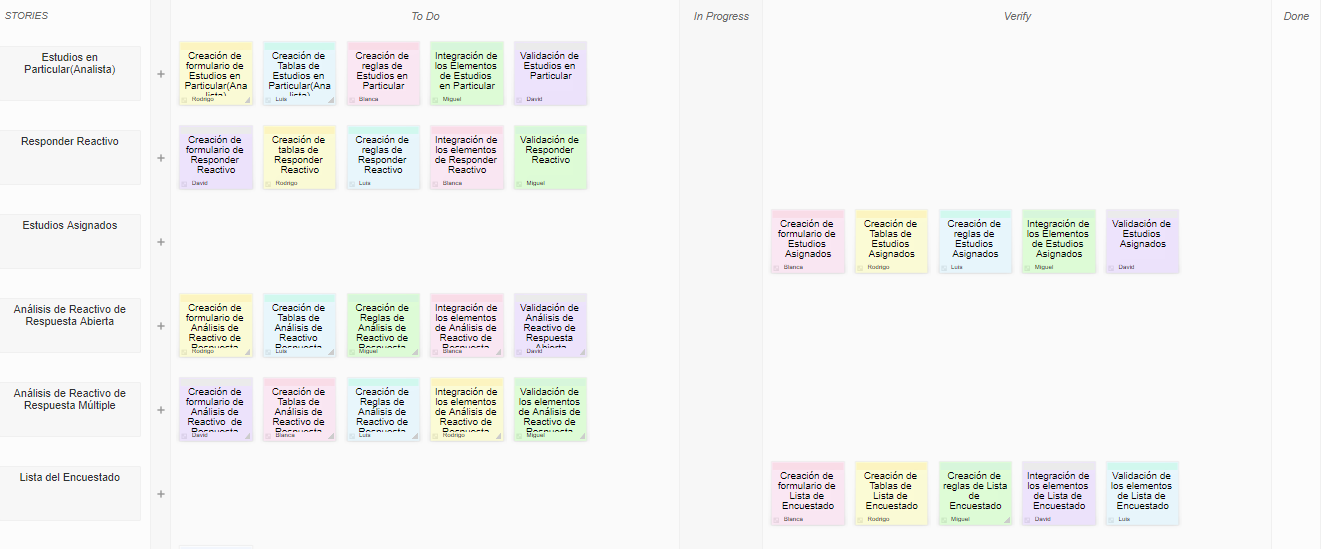 STORIES
To Do
In Progress
Verify
Done
Estudios en
Particular(Analista)
+
Creación de
formulario de
Estudios en
Particular(Ana
lista)
Rodrigo
Creación de
Tablas de
Estudios en
Particular(Ana
lista)
Luis
Creación de
reglas de
Estudios en
Particular
Blanca
Integración de
los Elementos
de Estudios
en Particular
Miguel
Validación de
Estudios en
Particular
David
Responder Reactivo
+
Creación de
formulario de
Responder
Reactivo
David
Creación de
tablas de
Responder
Reactivo
Rodrigo
Creación de
reglas de
Responder
Reactivo
Luis
Integración de
los elementos
de Responder
Reactivo
Blanca
Validación de
Responder
Reactivo
Miguel
Estudios Asignados
+
Creación de
formulario de
Estudios
Asignados
Blanca
Creación de
Tablas de
Estudios
Asignados
Rodrigo
Creación de
reglas de
Estudios
Asignados
Luis
Integración de
los Elementos
de Estudios
Asignados
Miguel
Validación de
Estudios
Asignados
David
Análisis de Reactivo de
Respuesta Abierta
+
Creación de
formulario de
Análisis de
Reactivo de
Respuesta
Rodrigo
Creación de
Tablas de
Análisis de
Reactivo
Respuesta
Luis
Creación de
Reglas de
Análisis de
Reactivo de
Respuesta
Miguel
Integración de
los elementos
de Análisis de
Reactivo de
Respuesta
Blanca
Validación de
Análisis de
Reactivo de
Respuesta
Abierta
David
Análisis de Reactivo de
Respuesta Múltiple
+
Creación de
formulario de
Análisis de
Reactivo de
Respuesta
David
Creación de
Tablas de
Análisis de
Reactivo de
Respuesta
Blanca
Creación de
Reglas de
Análisis de
Reactivo de
Respuesta
Luis
Integración de
los elementos
de Análisis de
Reactivo de
Respuesta
Rodrigo
Validación de
los elementos
de Análisis de
Reactivo de
Respuesta
Miguel
Lista del Encuestado
+
Creación de
formulario de
Lista de
Encuestado
Blanca
Creación de
Tablas de
Lista de
Encuestado
Rodrigo
Creación de
reglas de Lista
de
Encuestado
Miguel
Integración de
los elementos
de Lista de
Encuestado
David
Validación de
los elementos
de Lista de
Encuestado
Luis